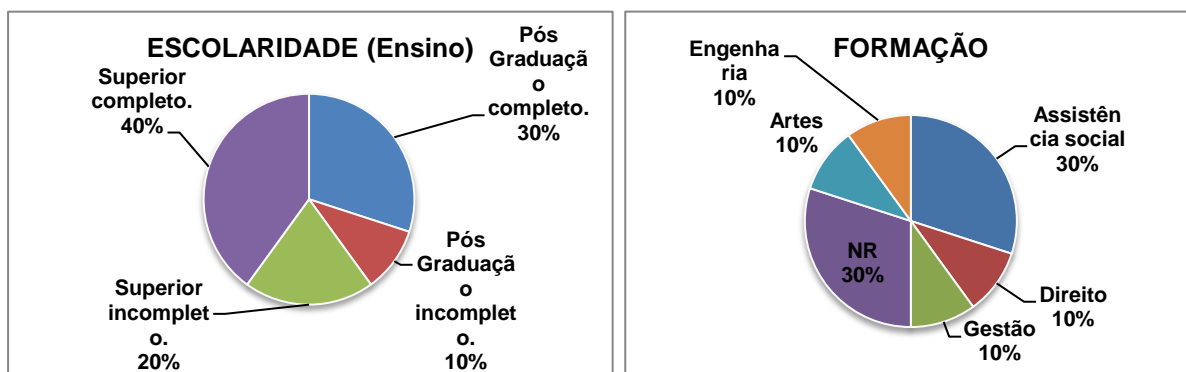 ESCOLARIDADE (Ensino)
Pós
Graduaçã
o
completo.
30%
Pós
Graduaçã
o
incomplet
o.
10%
Superior
incomplet
o.
20%
Superior
completo.
40%
FORMAÇÃO
Assistên
cia social
30%
Direito
10%
Gestão
10%
NR
30%
Artes
10%
Engenha
ria
10%